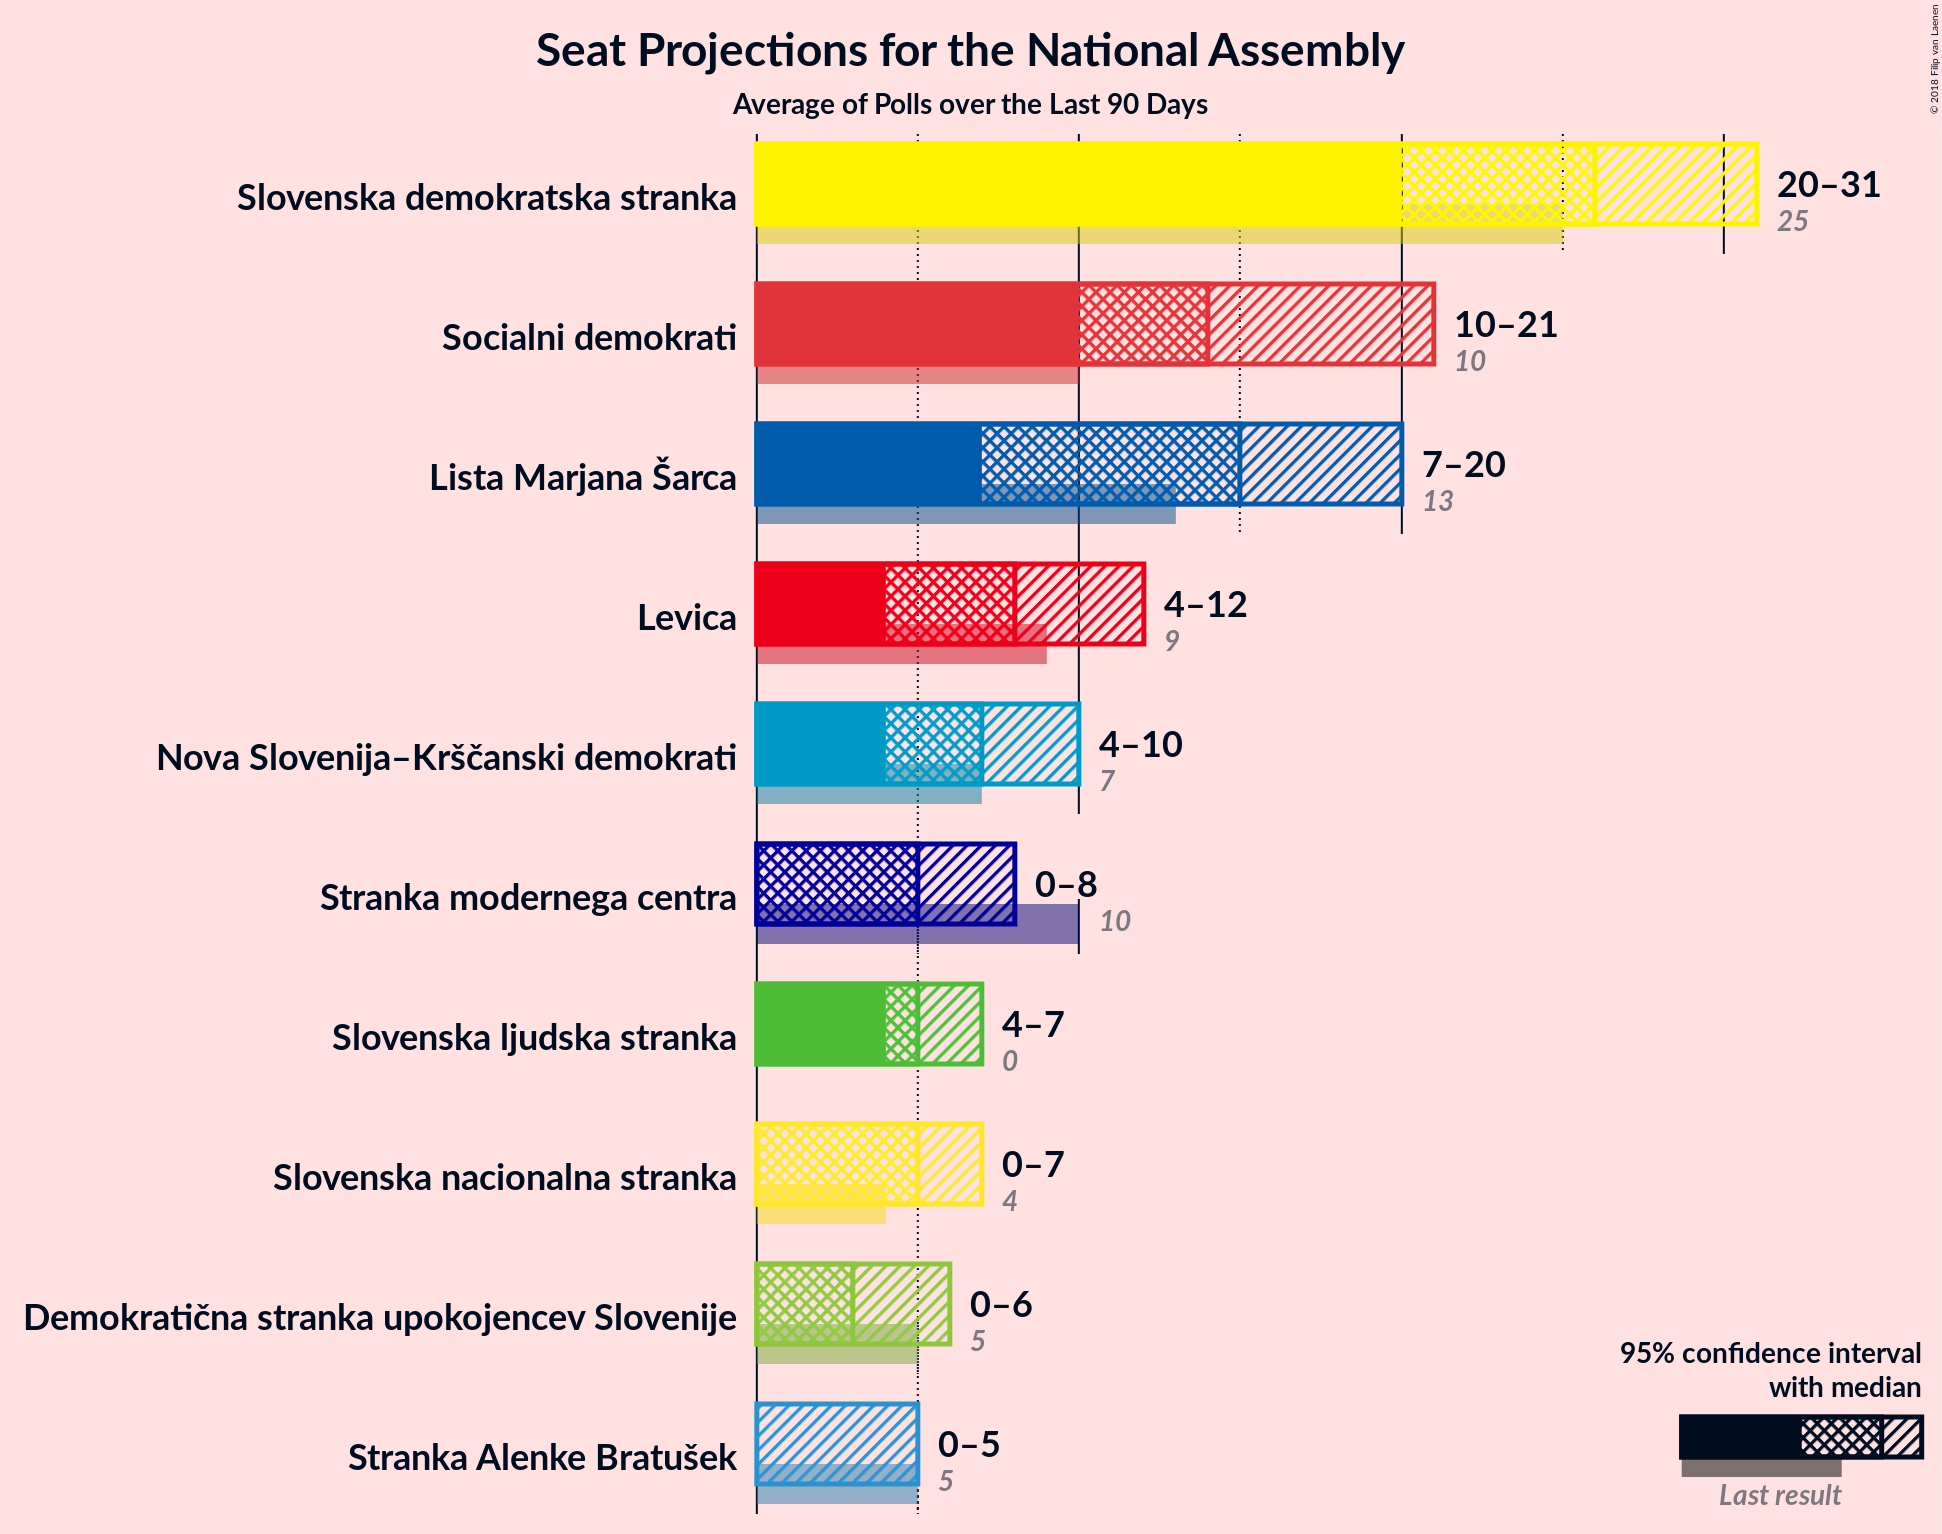 © 2018 Filip van Laenen
Seat Projections for the National Assembly
Average of Polls over the Last 90 Days
Slovenska demokratska stranka
20–31
25
Socialni demokrati
10–21
10
Lista Marjana Šarca
7–20
13
Levica
4–12
9
Nova Slovenija–Krščanski demokrati
4–10
7
Stranka modernega centra
0–8
10
Slovenska ljudska stranka
4–7
0
Slovenska nacionalna stranka
0–7
4
Demokratična stranka upokojencev Slovenije
0–6
5
Stranka Alenke Bratušek
0–5
5
95% confidence interval
with median
Last result